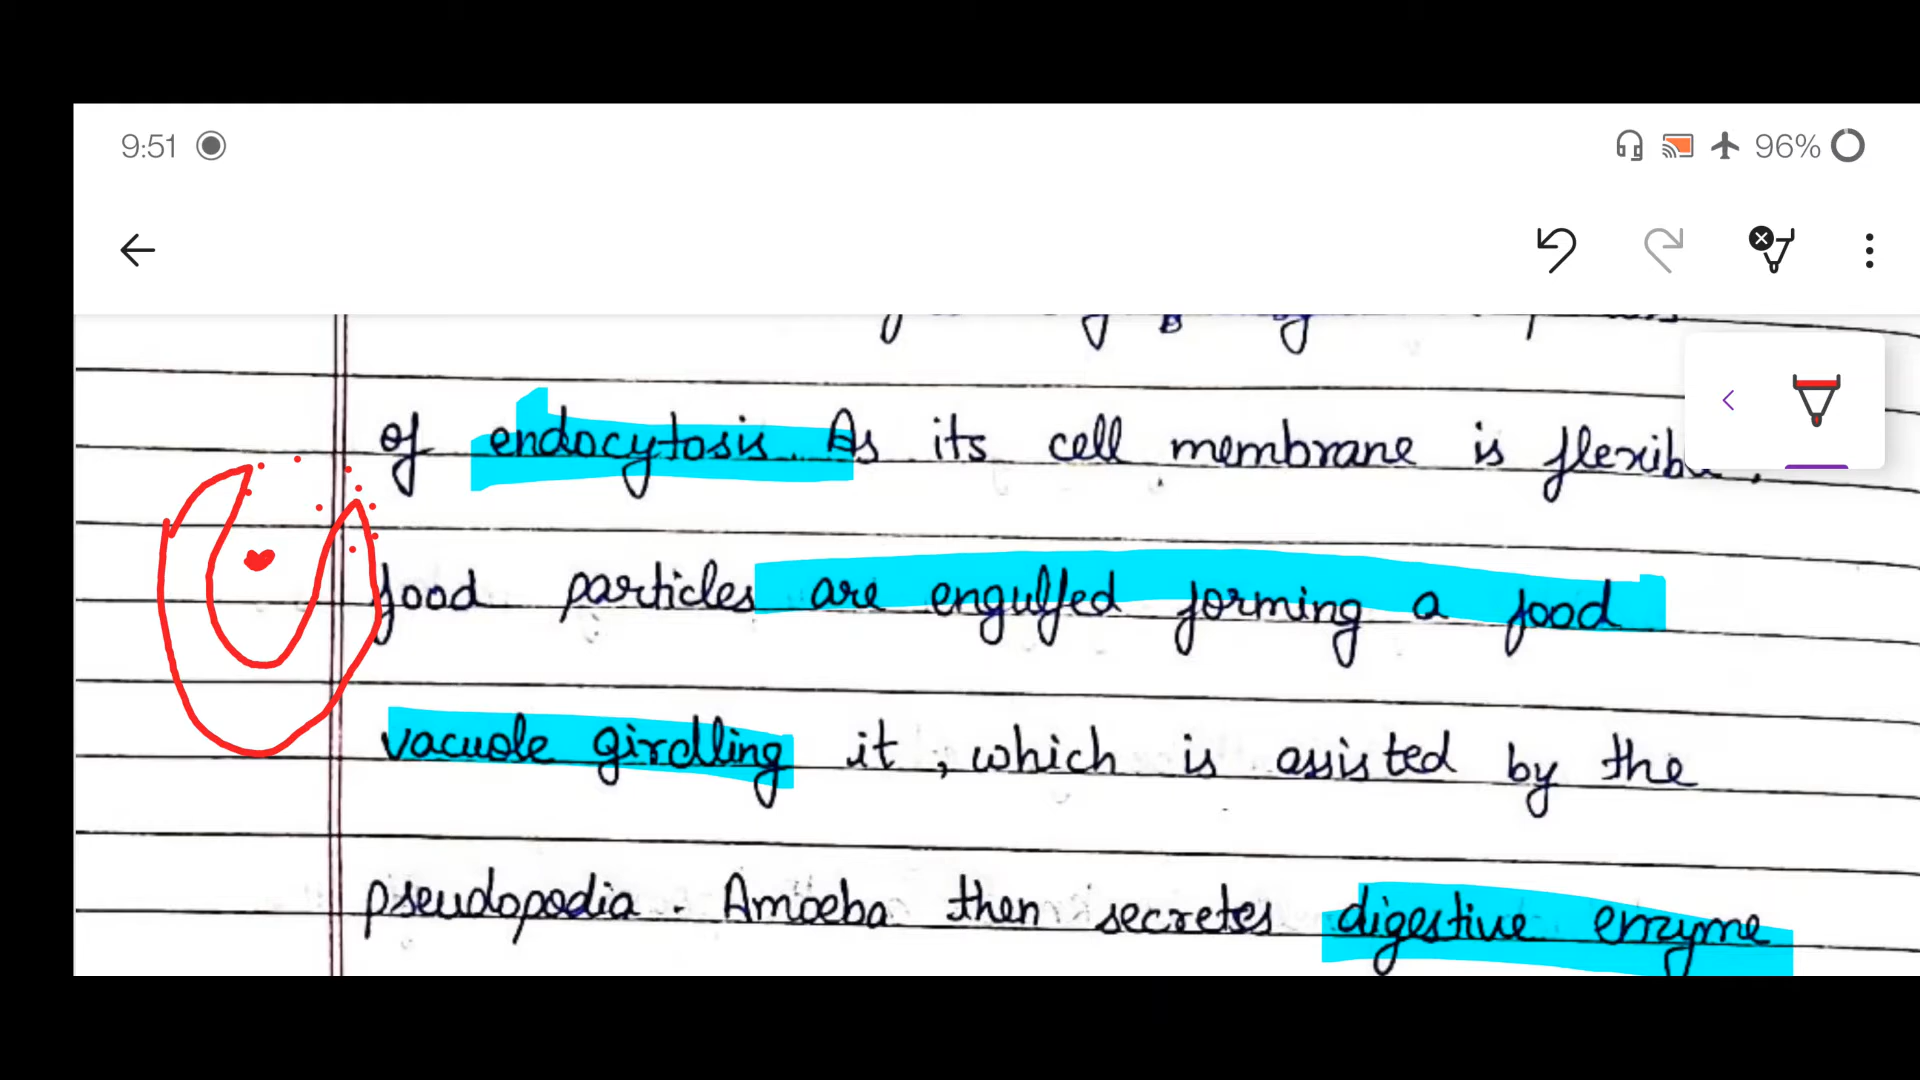 9:51 96%
of endocytosis. As its cell membrane is
food particles are engulfed forming a food
vacuole girdling it, which is assisted by the
pseudopodia. Amoeba then secretes digestive enzyme